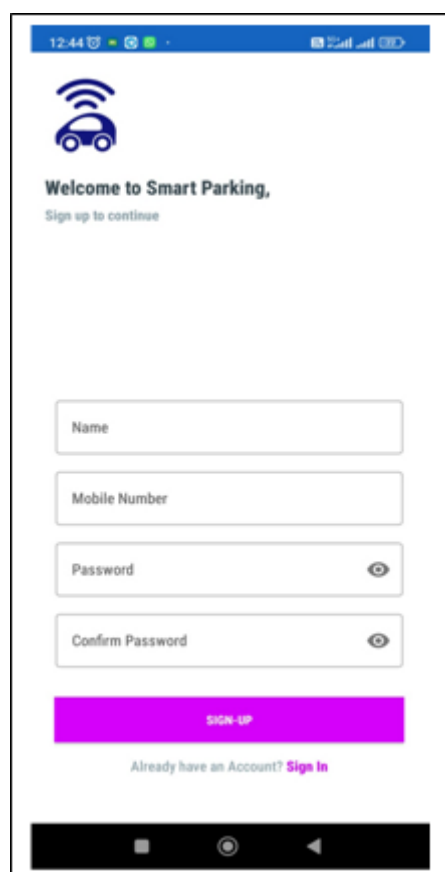 12:44
Welcome to Smart Parking,
Sign up to continue
Name
Mobile Number
Password
Confirm Password
SIGN-UP
Already have an Account? Sign In